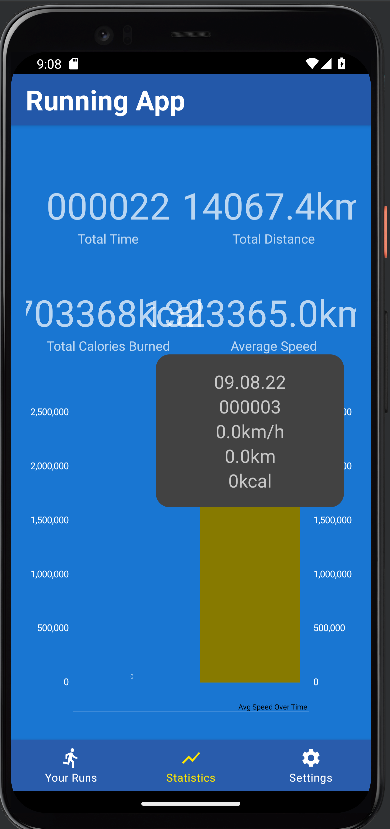 9:08
Running App
000022 14067.4km
Total Time Total Distance
703368kcal 1323365.0km
Total Calories Burned Average Speed
09.08.22
000003
0.0km/h
0.0km
0kcal
2,500,000
2,000,000
1,500,000 1,500,000
1,000,000 1,000,000
500,000 500,000
0 0
Avg Speed Over Time
Your Runs Statistics Settings